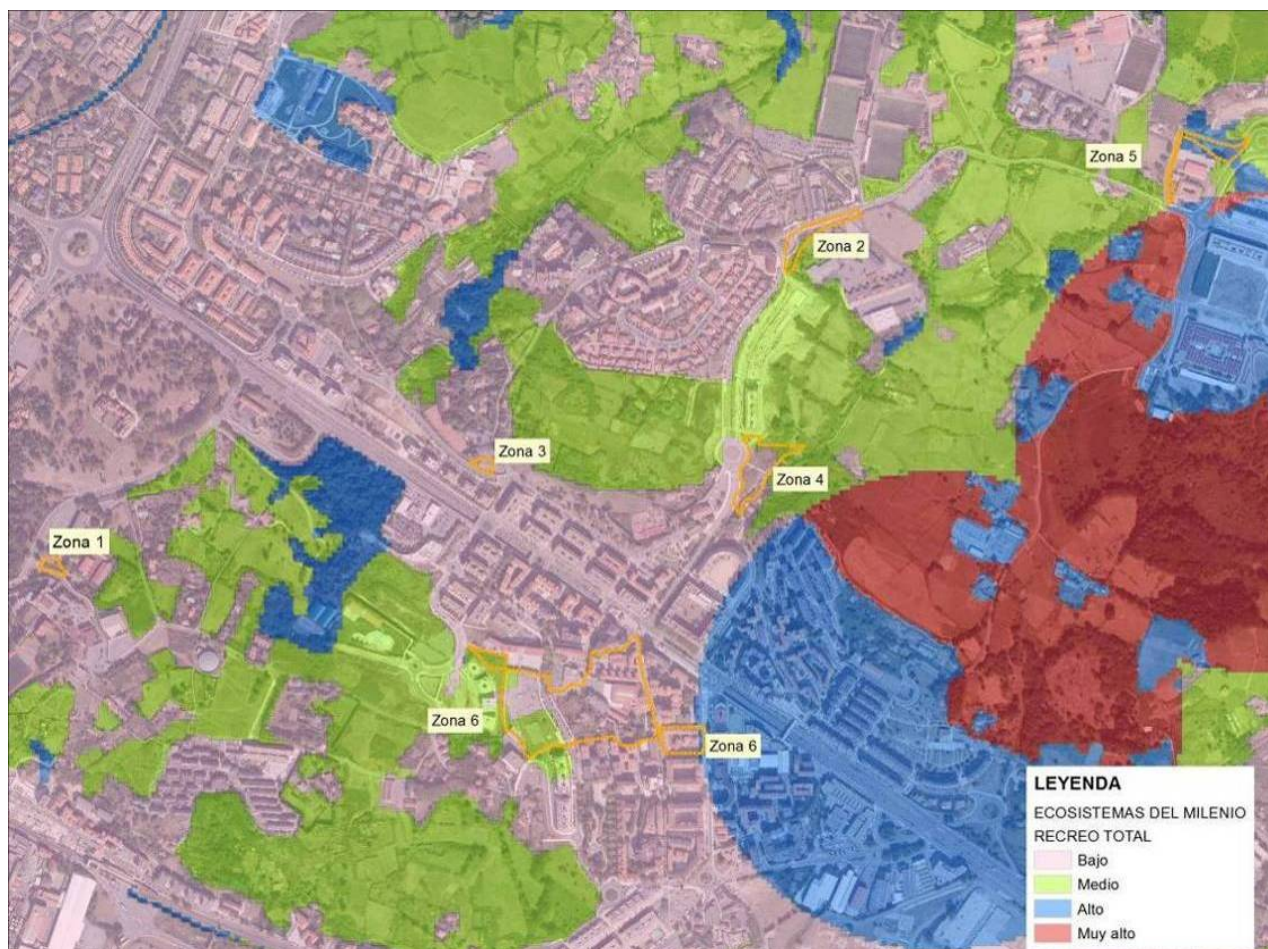 Zona 5
Zona 2
Zona 3
Zona 4
Zona 1
Zona 6
Zona 6
LEYENDA
ECOSISTEMAS DEL MILENIO
RECREO TOTAL
Bajo
Medio
Alto
Muy alto